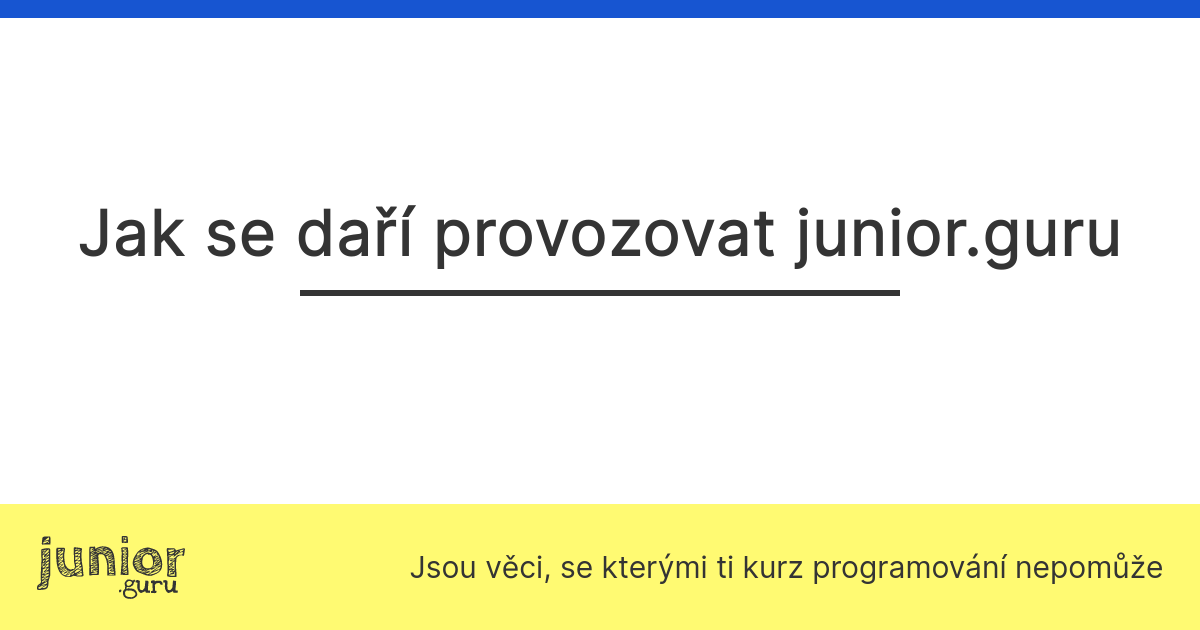 Jak se daří provozovat junior.guru
junior
.guru
Jsou věci, se kterými ti kurz programování nepomůže